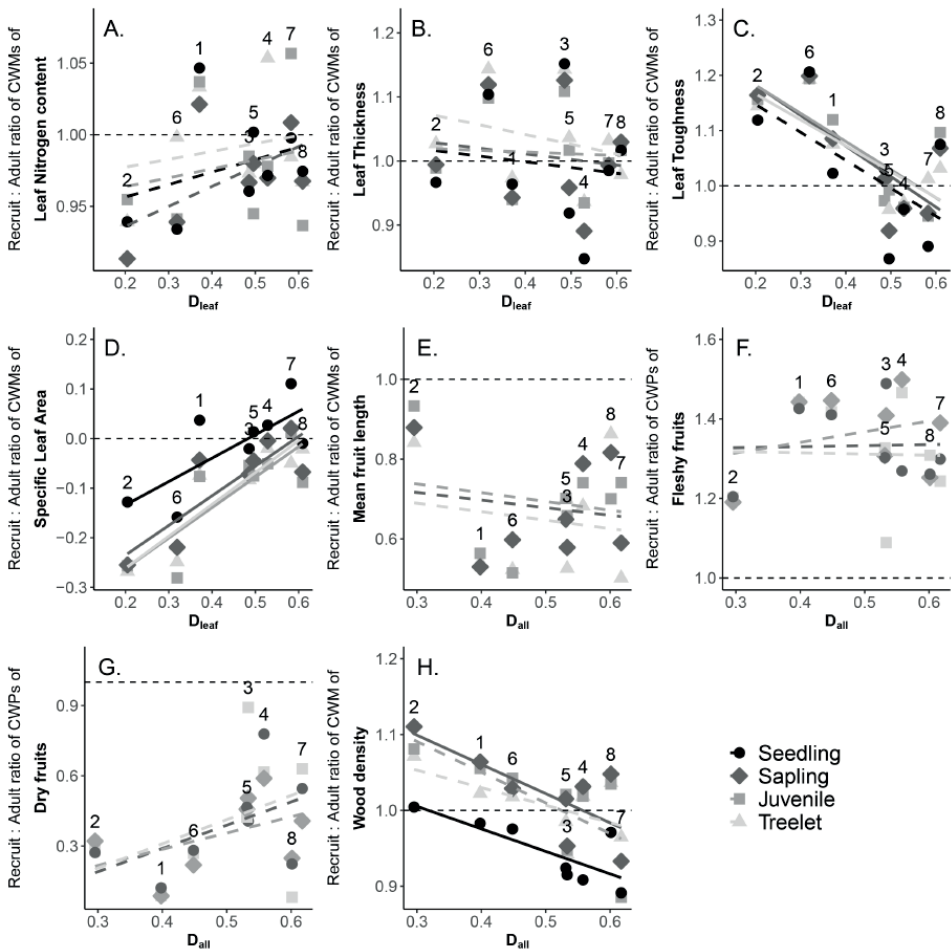 A.
Recruit : Adult ratio of CWMs of
Leaf Nitrogen content
1.05
1.00
0.95
1
2
3
4
5
6
7
8
0.2 0.3 0.4 0.5 0.6
D_leaf
B.
Recruit : Adult ratio of CWMs of
Leaf Thickness
1.2
1.1
1.0
0.9
1
2
3
4
5
6
7
8
0.2 0.3 0.4 0.5 0.6
D_leaf
C.
Recruit : Adult ratio of CWMs of
Leaf Toughness
1.3
1.2
1.1
1.0
0.9
1
2
3
4
6
7
8
0.2 0.3 0.4 0.5 0.6
D_leaf
D.
Recruit : Adult ratio of CWMs of
Specific Leaf Area
0.2
0.1
0.0
−0.1
−0.2
−0.3
1
2
3
4
5
6
7
8
0.2 0.3 0.4 0.5 0.6
D_leaf
E.
Recruit : Adult ratio of CWMs of
Mean fruit length
1.0
0.8
0.6
1
2
3
4
5
6
7
8
0.3 0.4 0.5 0.6
D_all
F.
Recruit : Adult ratio of CWPs of
Fleshy fruits
1.6
1.4
1.2
1.0
1
2
3
4
5
6
7
8
0.3 0.4 0.5 0.6
D_all
G.
Recruit : Adult ratio of CWPs of
Dry fruits
0.9
0.6
0.3
1
2
3
4
5
6
7
8
0.3 0.4 0.5 0.6
D_all
H.
Recruit : Adult ratio of CWM of
Wood density
1.2
1.1
1.0
0.9
1
2
3
4
5
6
7
8
0.3 0.4 0.5 0.6
D_all
Seedling
Sapling
Juvenile
Treelet